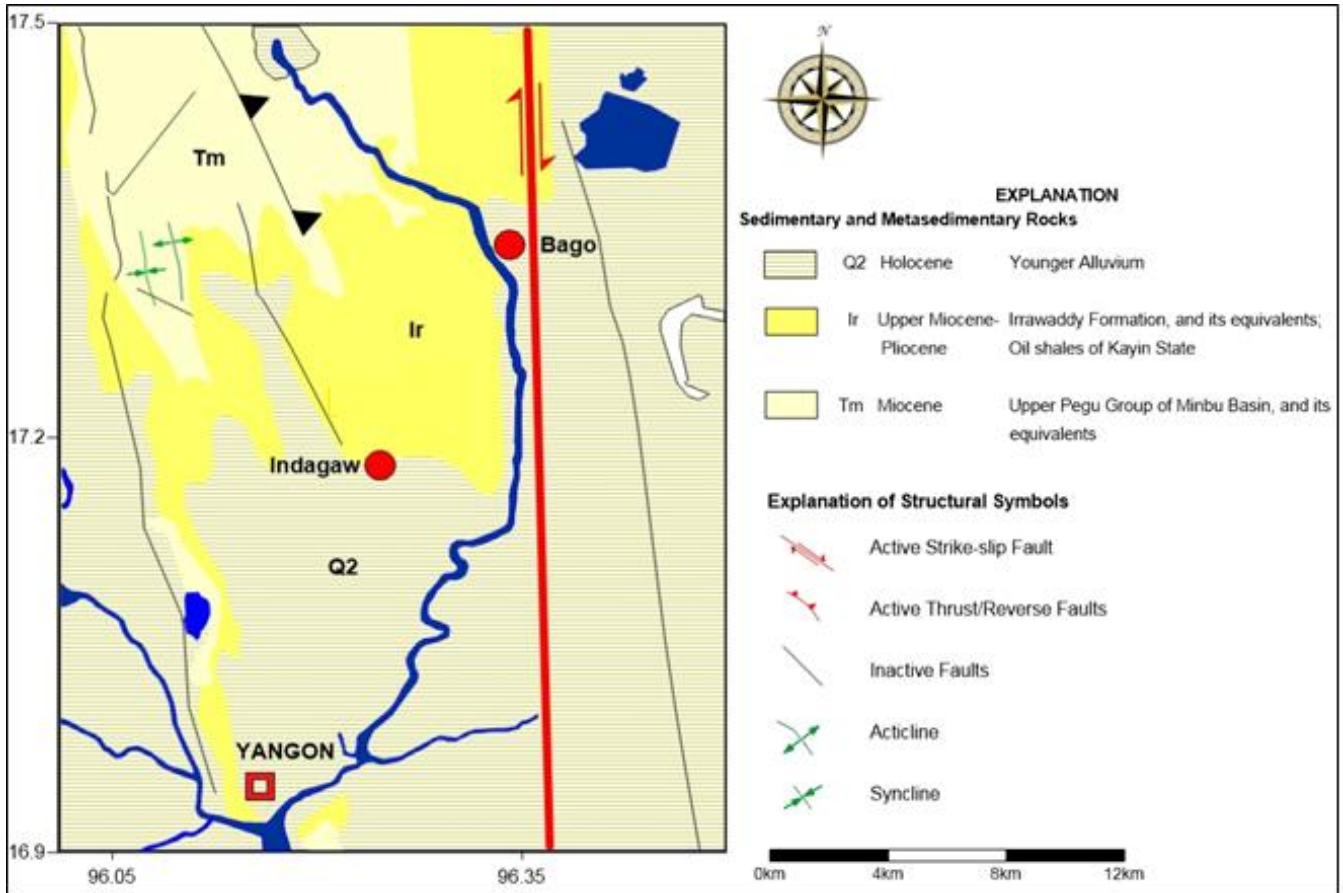 17.5
17.2
16.9
96.05
96.35
Tm
Bago
Ir
Indagaw
Q2
YANGON
N
EXPLANATION
Sedimentary and Metasedimentary Rocks
Q2 Holocene Younger Alluvium
Ir Upper Miocene- Irrawaddy Formation, and its equivalents;
Pliocene Oil shales of Kayin State
Tm Miocene Upper Pegu Group of Minbu Basin, and its
equivalents
Explanation of Structural Symbols
Active Strike-slip Fault
Active Thrust/Reverse Faults
Inactive Faults
Acticline
Syncline
0km 4km 8km 12km